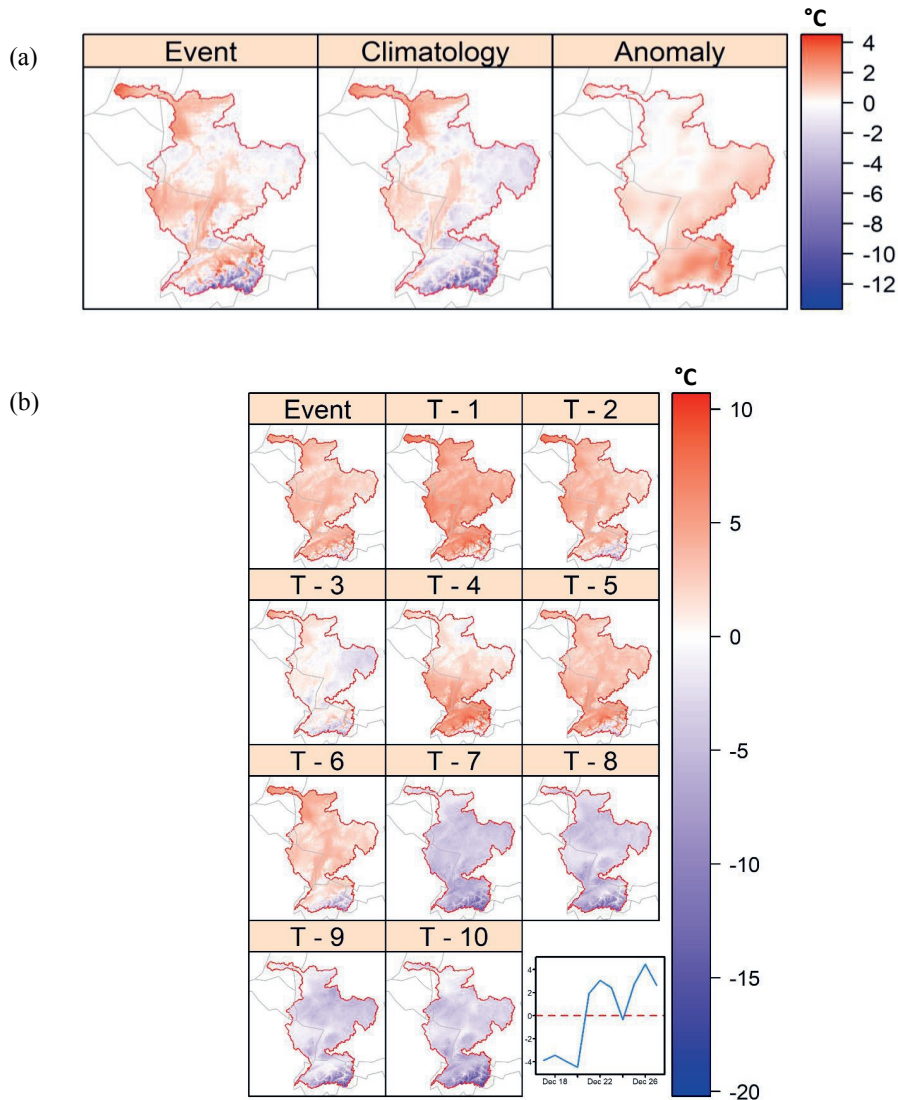 °C
(a)
Event Climatology Anomaly
4
2
0
-2
-4
-6
-8
-10
-12
(b)
°C
Event T - 1 T - 2
T - 3 T - 4 T - 5
T - 6 T - 7 T - 8
T - 9 T - 10
10
5
0
-5
-10
-15
-20
4
2
0
-2
-4
Dec 18 Dec 22 Dec 26